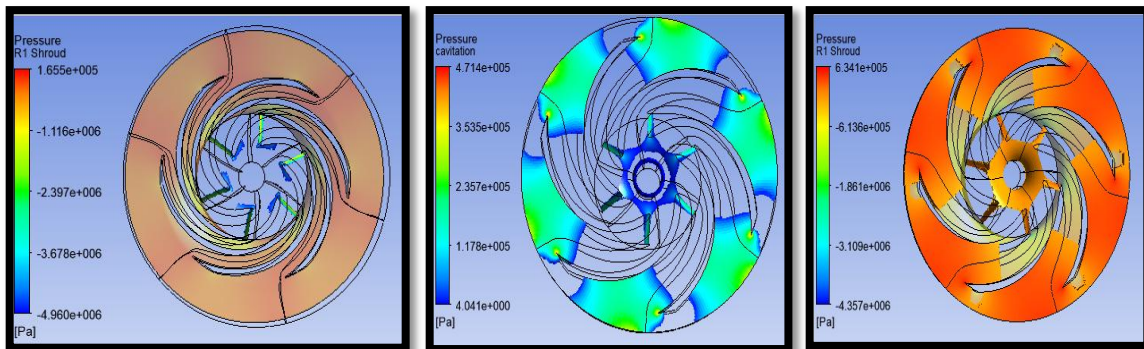 Pressure
R1 Shroud
1.655e+005
-1.116e+006
-2.397e+006
-3.678e+006
-4.960e+006
[Pa]
Pressure
cavitation
4.714e+005
3.535e+005
2.357e+005
1.178e+005
4.041e+000
[Pa]
Pressure
R1 Shroud
6.341e+005
-6.136e+005
-1.861e+006
-3.109e+006
-4.357e+006
[Pa]